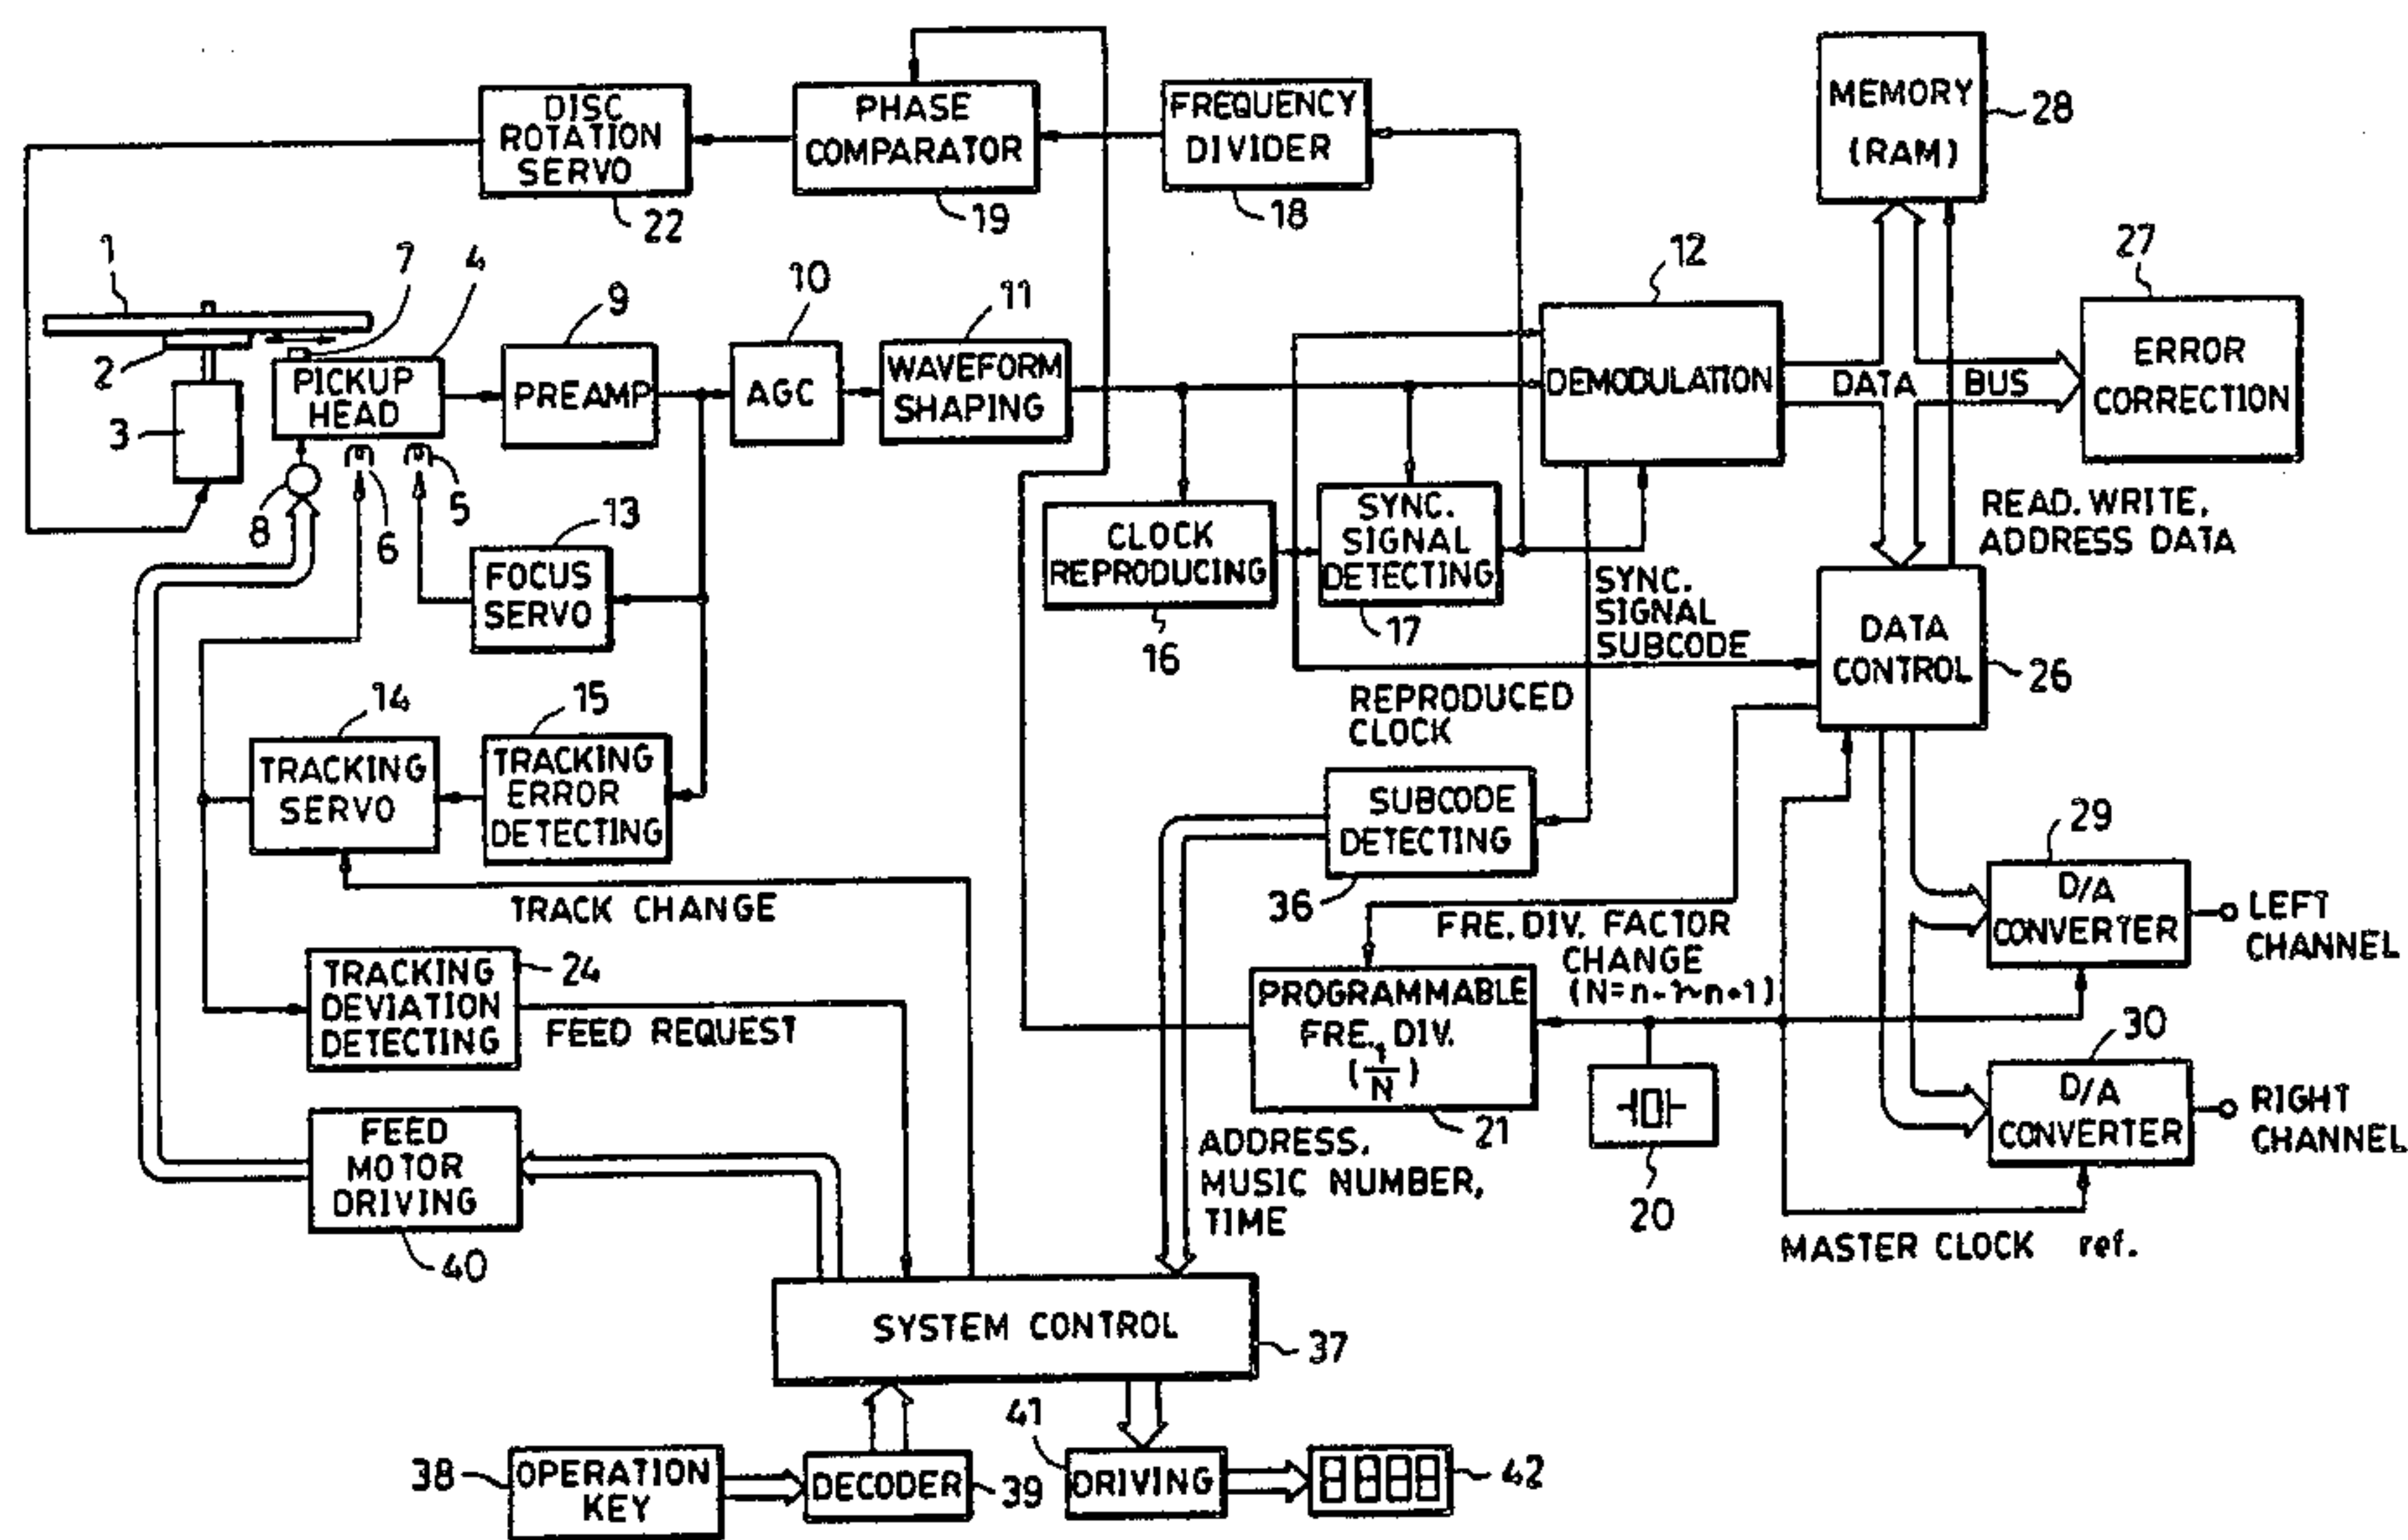 DISC
ROTATION
SERVO
22
PHASE
COMPARATOR
19
FREQUENCY
DIVIDER
18
MEMORY
(RAM)
28
1
7
4
2
3
PICKUP
HEAD
8
6
5
9
PREAMP
10
AGC
11
WAVEFORM
SHAPING
12
DEMODULATION
DATA BUS
27
ERROR
CORRECTION
READ. WRITE,
ADDRESS DATA
13
FOCUS
SERVO
CLOCK
REPRODUCING
16
SYNC.
SIGNAL
DETECTING
17
SYNC.
SIGNAL
SUBCODE
DATA
CONTROL
26
REPRODUCED
CLOCK
14
TRACKING
SERVO
15
TRACKING
ERROR
DETECTING
TRACK CHANGE
SUBCODE
DETECTING
36
FRE. DIV. FACTOR
CHANGE
(N=n-1~n+1)
29
D/A
CONVERTER
LEFT
CHANNEL
TRACKING
DEVIATION
DETECTING
24
FEED REQUEST
PROGRAMMABLE
FRE. DIV.
(1/N)
21
20
30
D/A
CONVERTER
RIGHT
CHANNEL
FEED
MOTOR
DRIVING
40
ADDRESS,
MUSIC NUMBER,
TIME
MASTER CLOCK ref.
SYSTEM CONTROL
37
38
OPERATION
KEY
DECODER
39
41
DRIVING
8888
42